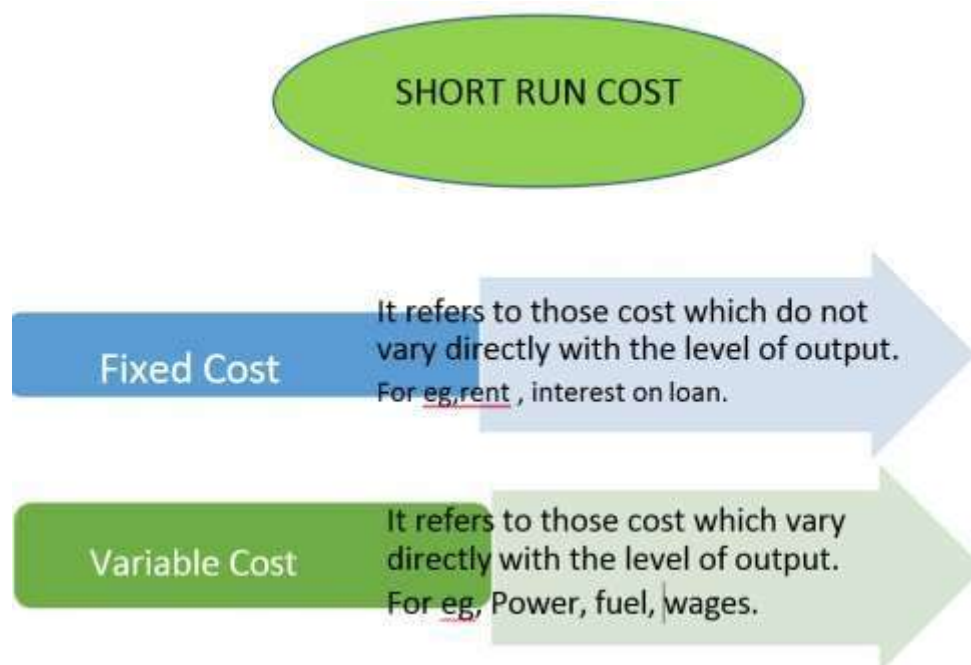 SHORT RUN COST
Fixed Cost
It refers to those cost which do not
vary directly with the level of output.
For eg,rent , interest on loan.
Variable Cost
It refers to those cost which vary
directly with the level of output.
For eg, Power, fuel, wages.